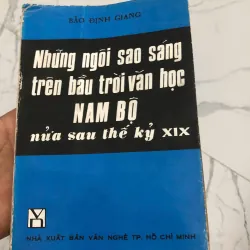 BẢO ĐỊNH GIANG
Những ngôi sao sáng
trên bầu trời văn học
NAM BỘ
nửa sau thế kỷ XIX
NHÀ XUẤT BẢN VĂN NGHỆ TP. HỒ CHÍ MINH